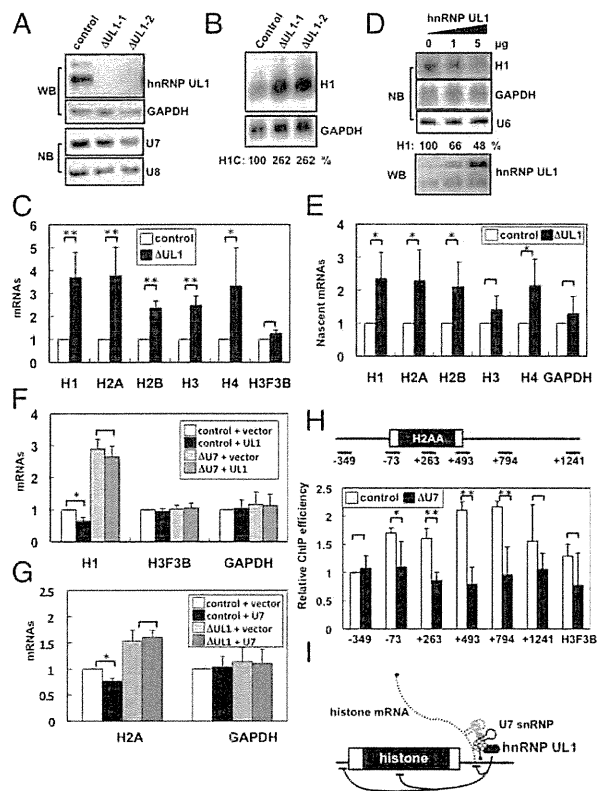 A
control
ΔUL1-1
ΔUL1-2
WB
hnRNP UL1
GAPDH
NB
U7
U8
B
Control
ΔUL1-1
ΔUL1-2
H1
GAPDH
H1C: 100 262 262 %
D
hnRNP UL1
0 1 5 µg
NB
H1
GAPDH
U6
H1: 100 66 48 %
WB
hnRNP UL1
C
control
ΔUL1
mRNAs
6
5
4
3
2
1
0
** ** ** ** *
H1 H2A H2B H3 H4 H3F3B
E
control
ΔUL1
Nascent mRNAs
4
3
2
1
0
* * * *
H1 H2A H2B H3 H4 GAPDH
F
control + vector
control + UL1
ΔU7 + vector
ΔU7 + UL1
mRNAs
4
3
2
1
0
*
H1 H3F3B GAPDH
G
control + vector
control + U7
ΔUL1 + vector
ΔUL1 + U7
mRNAs
2.5
2
1.5
1
0.5
0
*
H2A GAPDH
H
H2AA
-349 -73 +263 +493 +794 +1241
control
ΔU7
Relative ChIP efficiency
2.5
2.0
1.5
1
0.5
* ** ** **
-349 -73 +263 +493 +794 +1241 H3F3B
I
histone mRNA
U7 snRNP
hnRNP UL1
histone